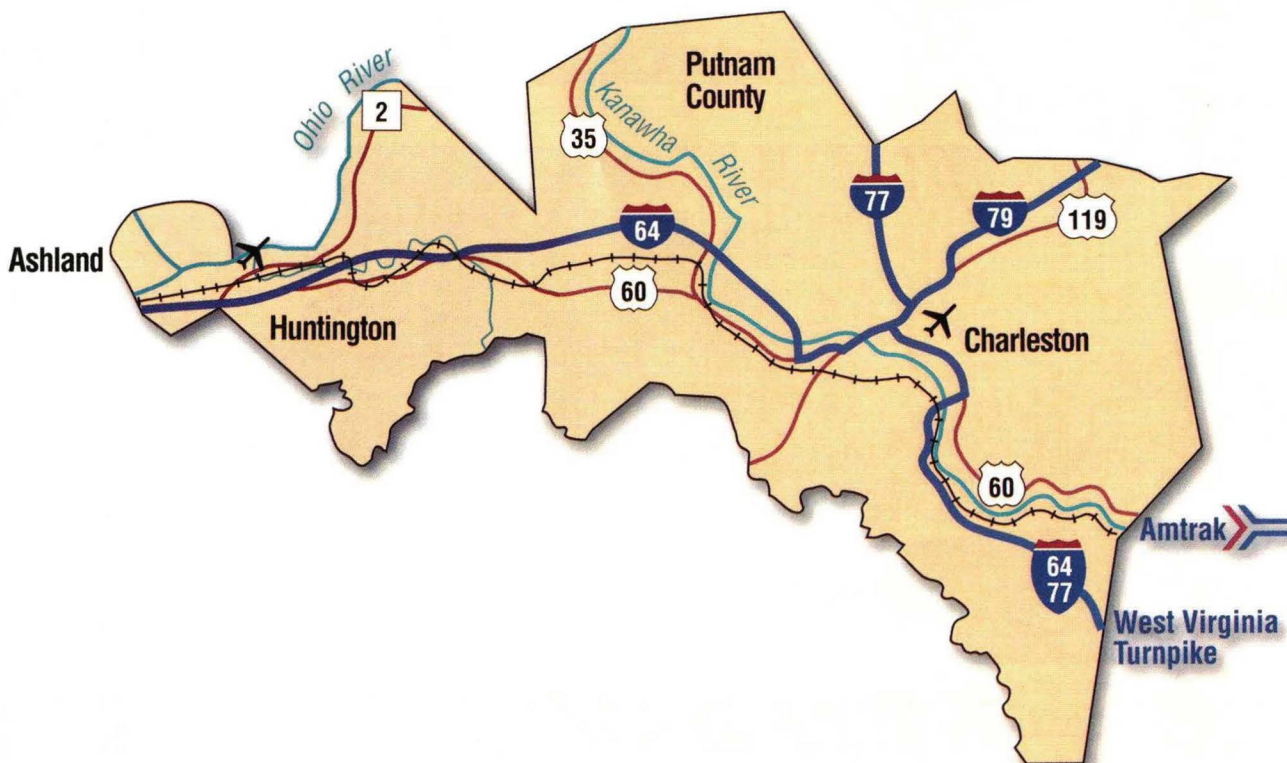 Ohio River
2
35
Kanawha River
Putnam
County
77
79
119
64
Ashland
60
Huntington
Charleston
60
Amtrak
64
77
West Virginia
Turnpike